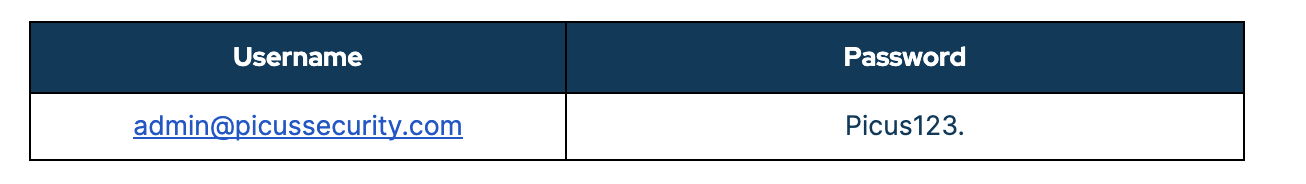 Username Password
admin@picussecurity.com Picus123.